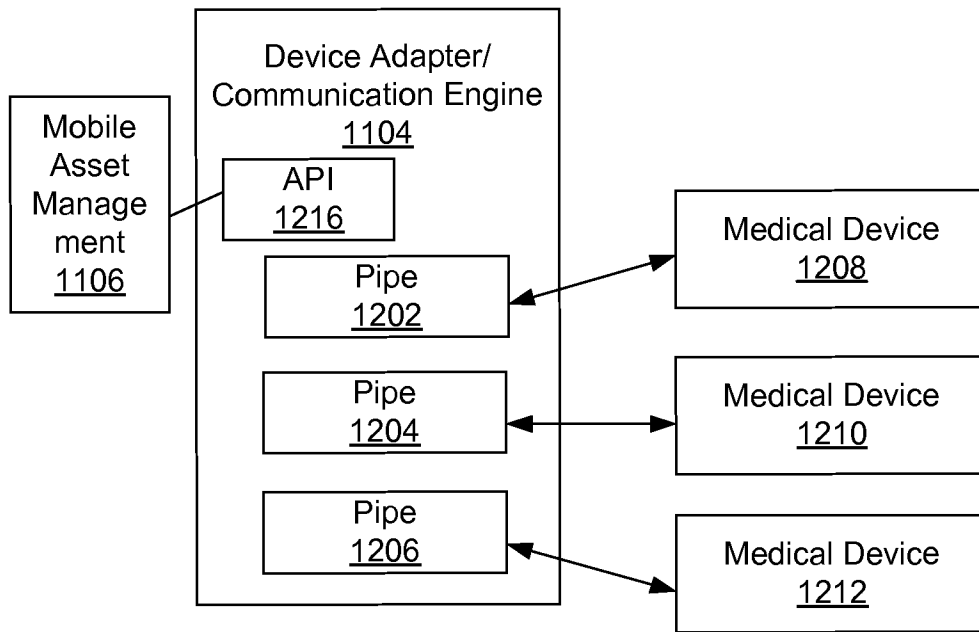 Device Adapter/
Communication Engine
1104
Mobile
Asset
Manage
ment
1106
API
1216
Pipe
1202
Pipe
1204
Pipe
1206
Medical Device
1208
Medical Device
1210
Medical Device
1212